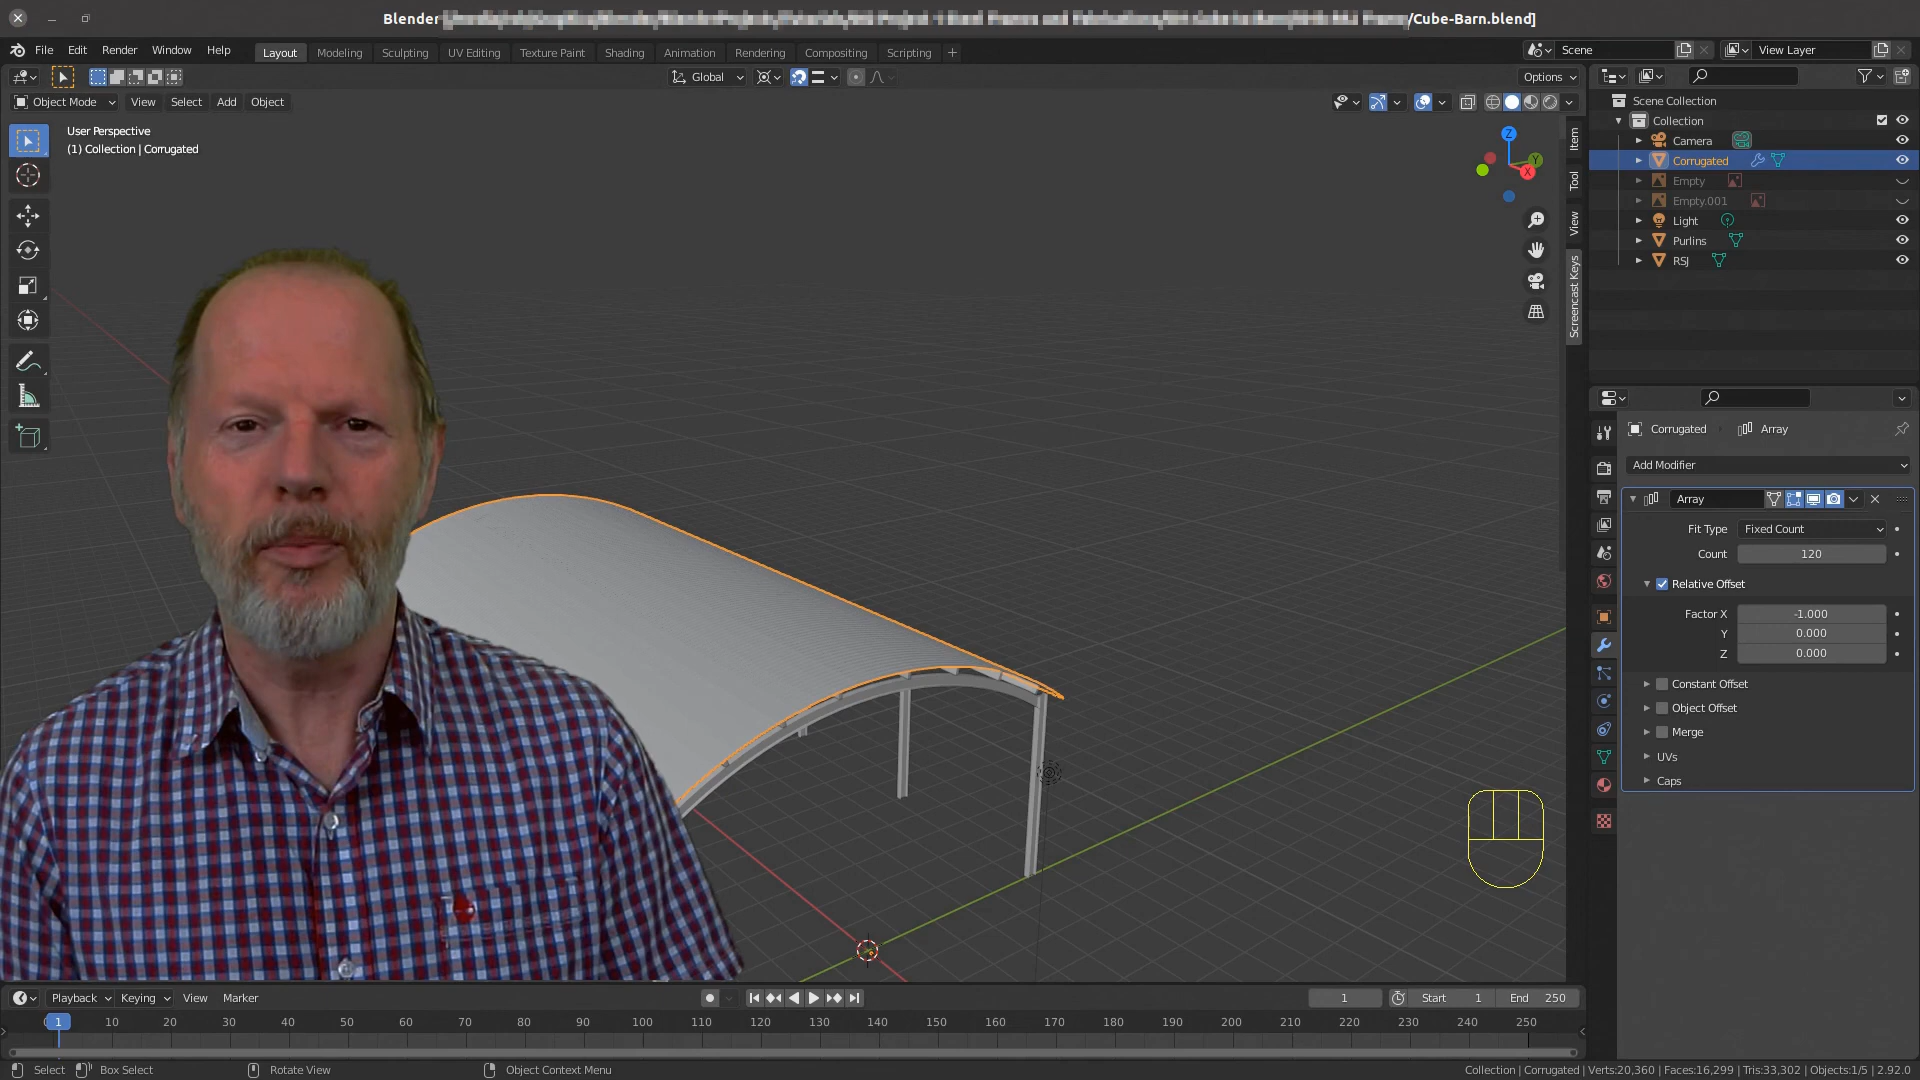 Blender
/Cube-Barn.blend]
File Edit Render Window Help
Layout Modeling Sculpting UV Editing Texture Paint Shading Animation Rendering Compositing Scripting +
Scene
View Layer
Global
Options
Object Mode View Select Add Object
User Perspective
(1) Collection | Corrugated
Z
Y
X
Item
Tool
View
Screencast Keys
Scene Collection
Collection
Camera
Corrugated
Empty
Empty.001
Light
Purlins
RSJ
Corrugated Array
Add Modifier
Array
Fit Type Fixed Count
Count 120
Relative Offset
Factor X -1.000
Y 0.000
Z 0.000
Constant Offset
Object Offset
Merge
UVs
Caps
Playback Keying View Marker
1
Start 1
End 250
1 10 20 30 40 50 60 70 80 90 100 110 120 130 140 150 160 170 180 190 200 210 220 230 240 250
Select Box Select Rotate View Object Context Menu
Collection | Corrugated | Verts:20,360 | Faces:16,299 | Tris:33,302 | Objects:1/5 | 2.92.0